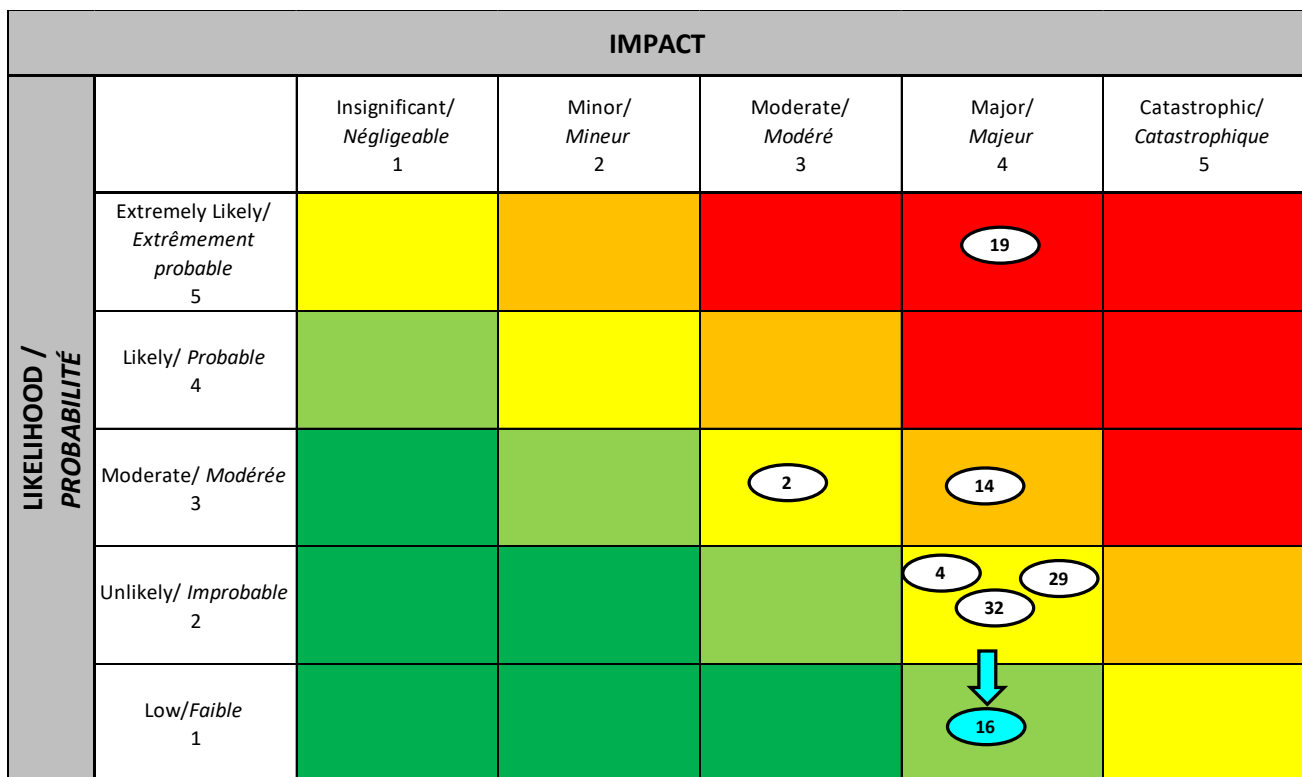 IMPACT
LIKELIHOOD /
PROBABILITÉ
Insignificant/
Négligeable
1
Minor/
Mineur
2
Moderate/
Modéré
3
Major/
Majeur
4
Catastrophic/
Catastrophique
5
Extremely Likely/
Extrêmement
probable
5
19
Likely/ Probable
4
Moderate/ Modérée
3
2
14
Unlikely/ Improbable
2
4
29
32
Low/Faible
1
16